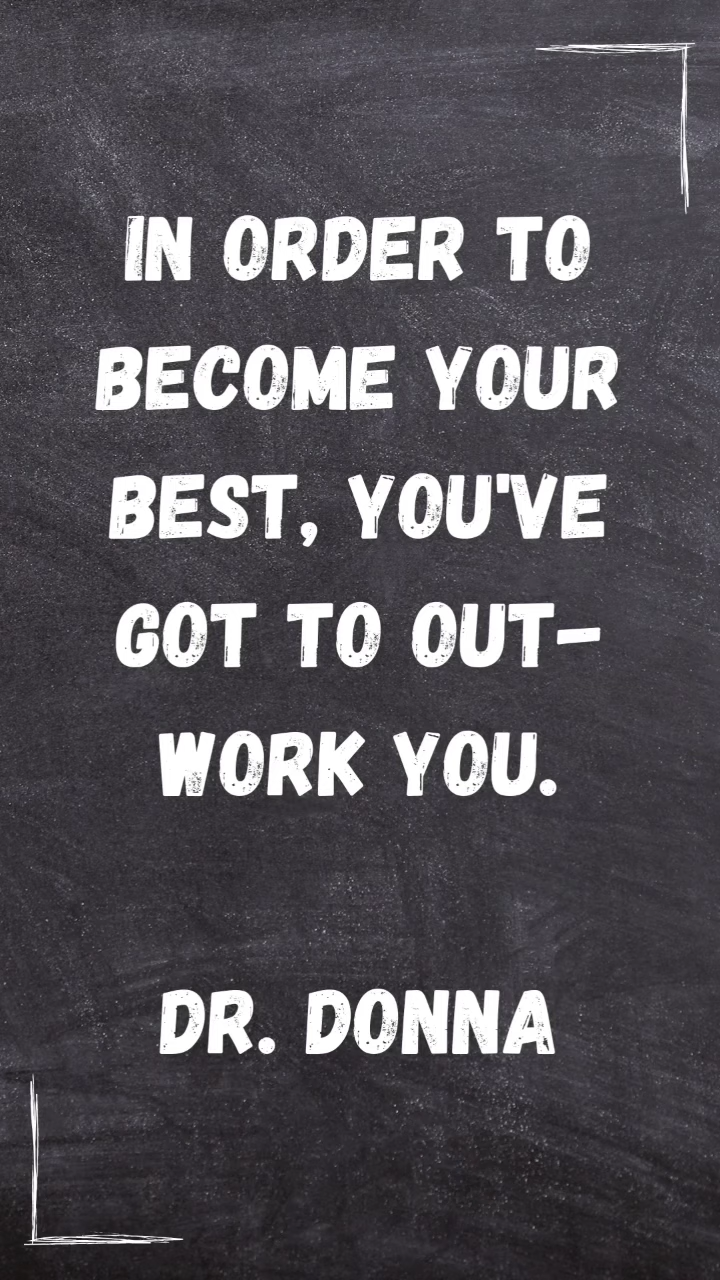 IN ORDER TO
BECOME YOUR
BEST, YOU'VE
GOT TO OUT-
WORK YOU.
DR. DONNA